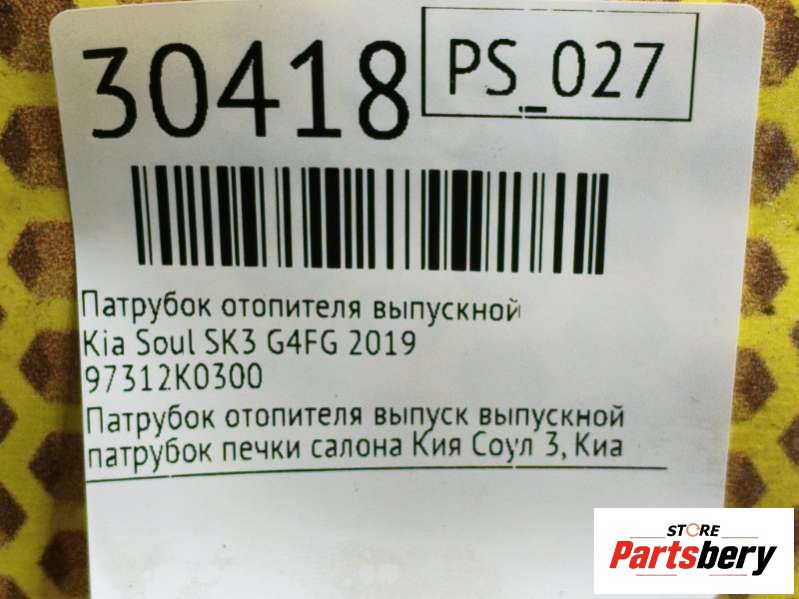 30418
PS_027
Патрубок отопителя выпускной
Kia Soul SK3 G4FG 2019
97312K0300
Патрубок отопителя выпуск выпускной
патрубок печки салона Кия Соул 3, Киа
STORE
Partsbery